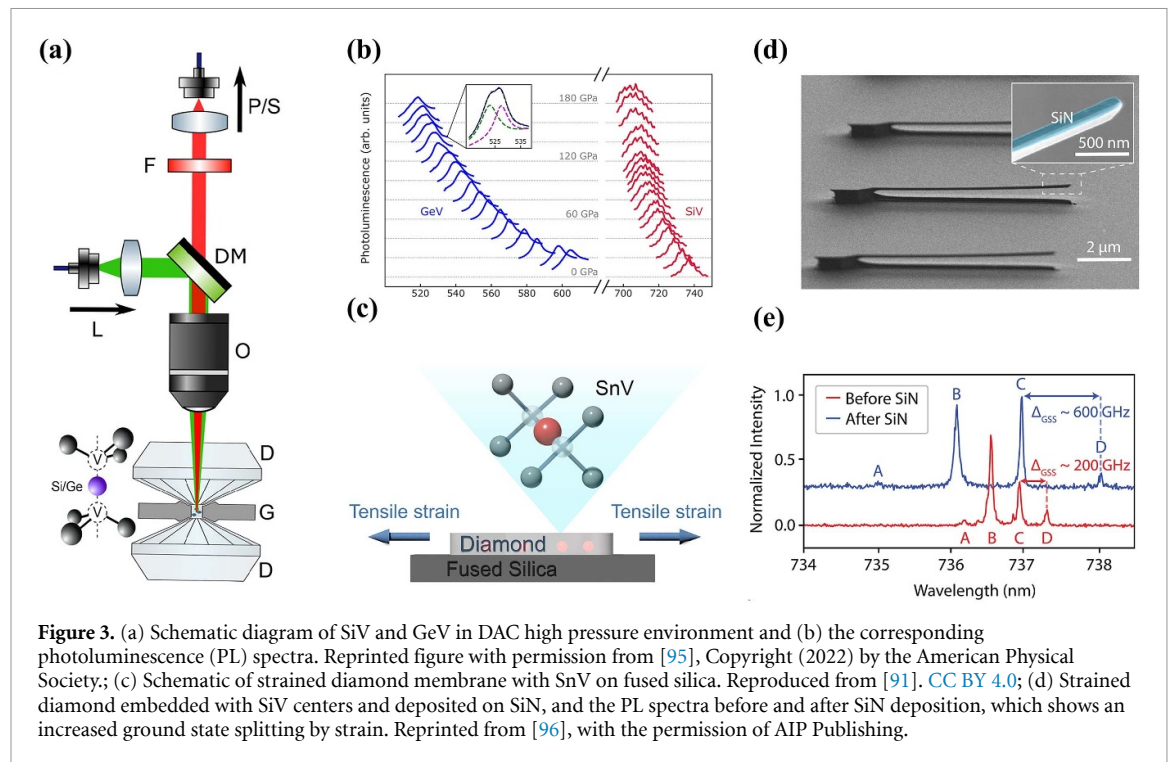 (a)
P/S
F
DM
L
O
D
V
Si/Ge
V
G
D
(b)
Photoluminescence (arb. units)
180 GPa
120 GPa
60 GPa
0 GPa
525 535
GeV
SiV
520 540 560 580 600 700 720 740
(c)
SnV
Tensile strain
Tensile strain
Diamond
Fused Silica
(d)
SiN
500 nm
2 µm
(e)
Normalized Intensity
1.0
0.5
0.0
Before SiN
After SiN
A B C D
ΔGSS ~ 600 GHz
ΔGSS ~ 200 GHz
A B C D
734 735 736 737 738
Wavelength (nm)
Figure 3. (a) Schematic diagram of SiV and GeV in DAC high pressure environment and (b) the corresponding
photoluminescence (PL) spectra. Reprinted figure with permission from [95], Copyright (2022) by the American Physical
Society.; (c) Schematic of strained diamond membrane with SnV on fused silica. Reproduced from [91]. CC BY 4.0; (d) Strained
diamond embedded with SiV centers and deposited on SiN, and the PL spectra before and after SiN deposition, which shows an
increased ground state splitting by strain. Reprinted from [96], with the permission of AIP Publishing.